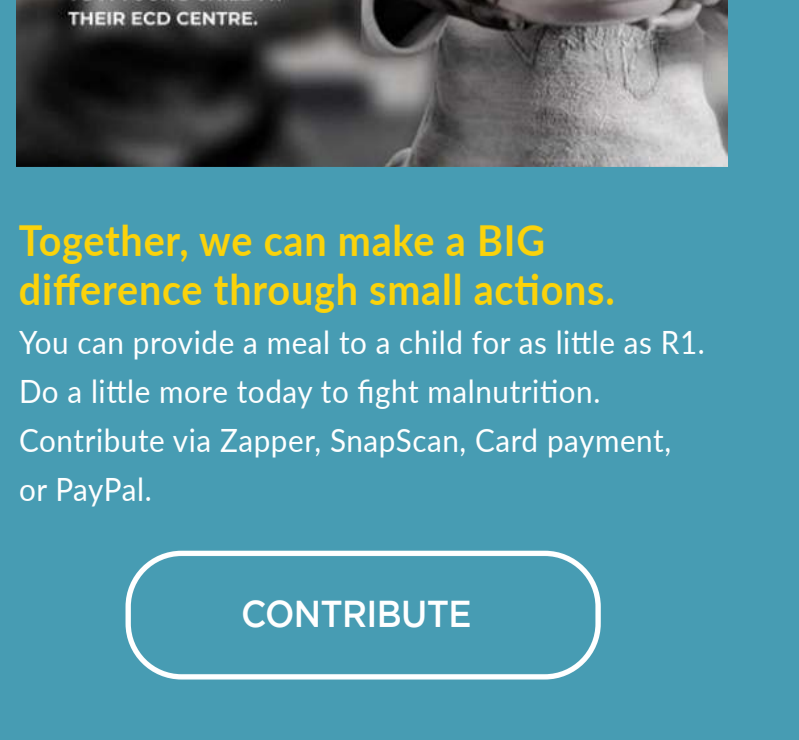 THEIR ECD CENTRE.
Together, we can make a BIG
difference through small actions.
You can provide a meal to a child for as little as R1.
Do a little more today to fight malnutrition.
Contribute via Zapper, SnapScan, Card payment,
or PayPal.
CONTRIBUTE